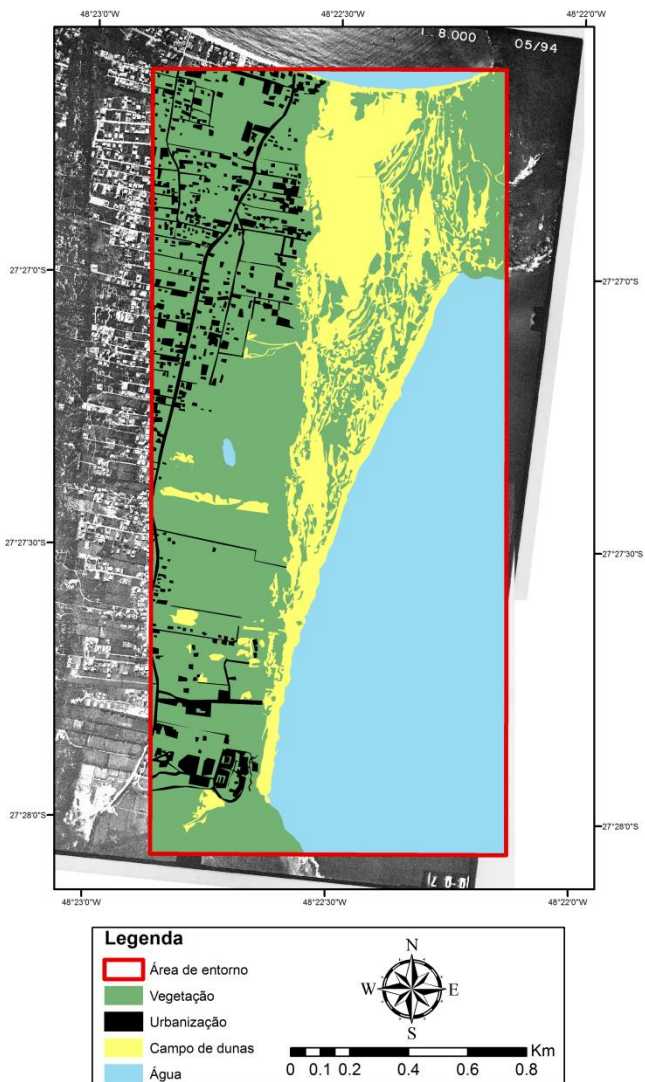 48°23'0"W 48°22'30"W 48°22'0"W
1: 8.000 05/94
27°27'0"S 27°27'0"S
27°27'30"S 27°27'30"S
27°28'0"S 27°28'0"S
48°23'0"W 48°22'30"W 48°22'0"W
Legenda
Área de entorno
Vegetação
Urbanização
Campo de dunas
Água
N
W E
S
0 0.1 0.2 0.4 0.6 0.8 Km